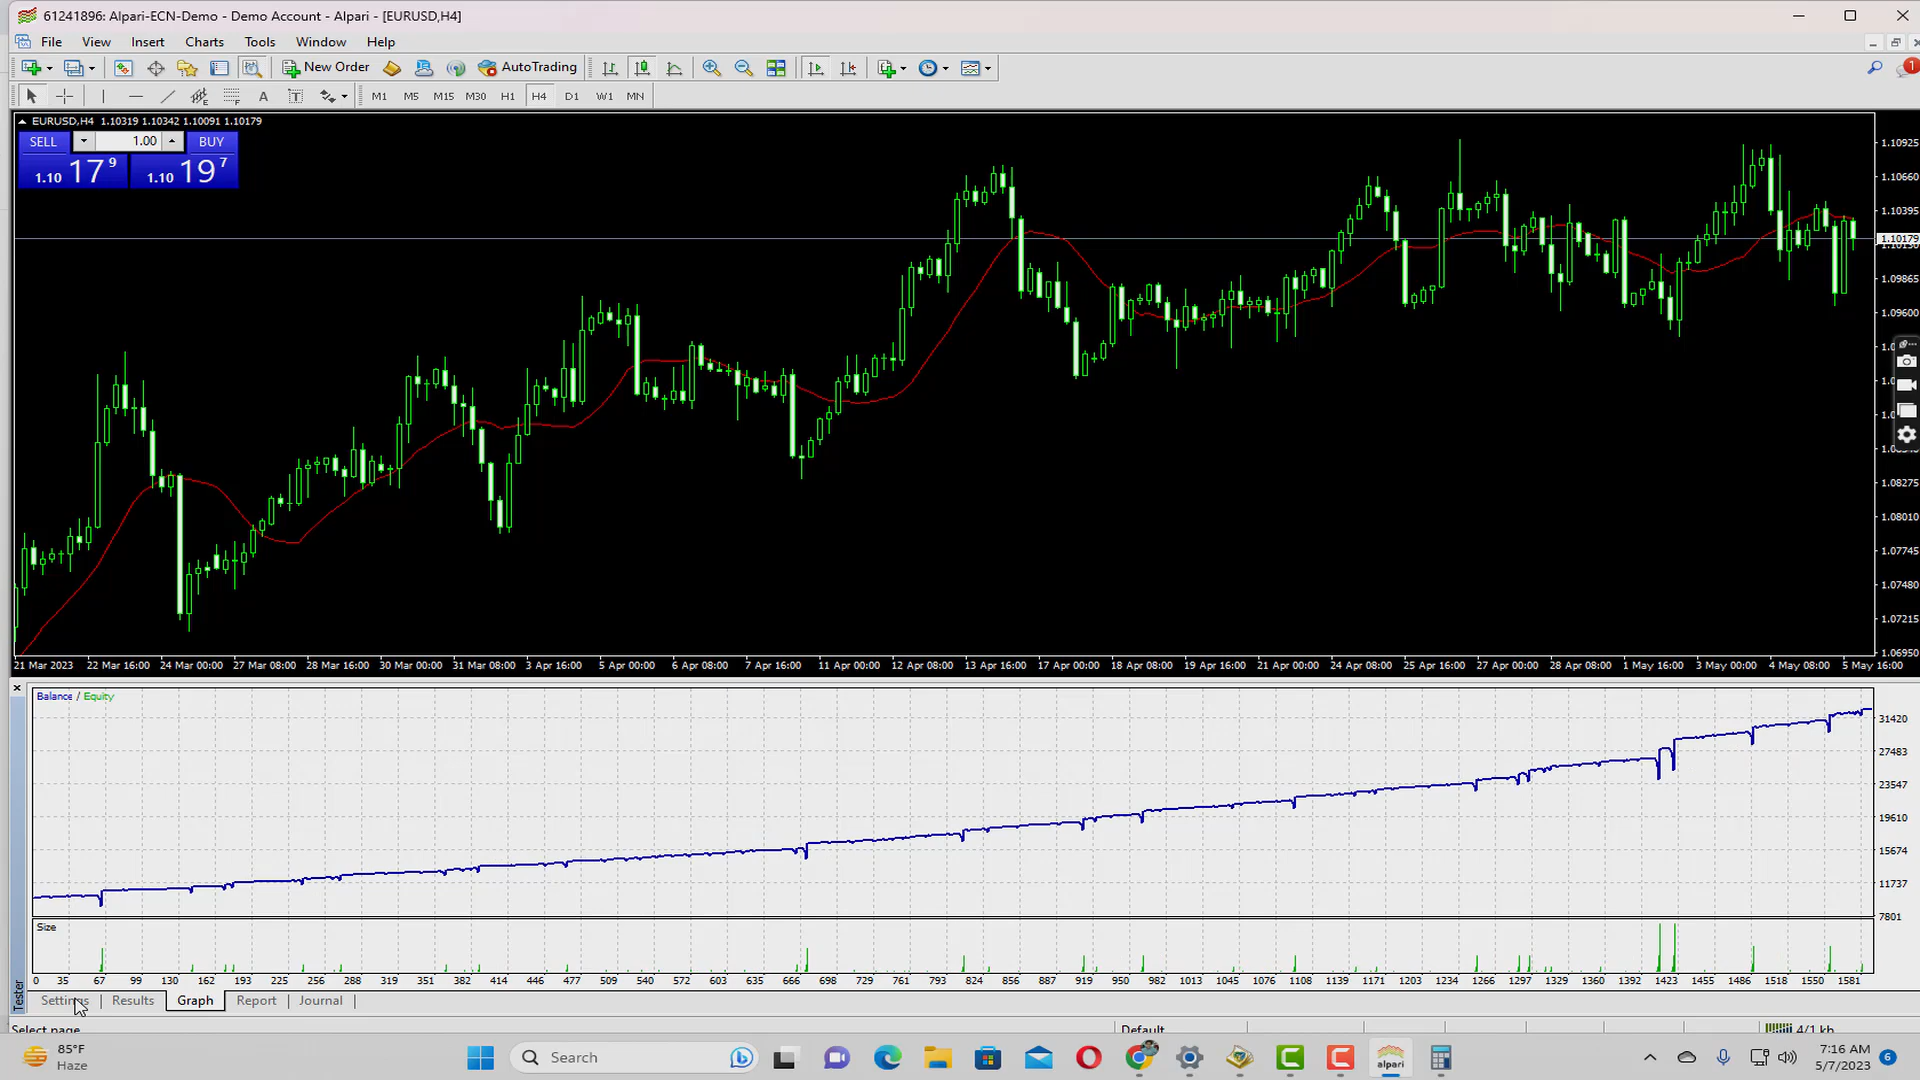 61241896: Alpari-ECN-Demo - Demo Account - Alpari - [EURUSD,H4]
File View Insert Charts Tools Window Help
New Order AutoTrading 1
A T M1 M5 M15 M30 H1 H4 D1 W1 MN
EURUSD,H4 1.10319 1.10342 1.10091 1.10179
SELL 1.00 BUY
1.10 17 9 1.10 19 7
1.10925
1.10660
1.10395
1.10179
1.10130
1.09865
1.09600
1.08275
1.08010
1.07745
1.07480
1.07215
1.06950
21 Mar 2023 22 Mar 16:00 24 Mar 00:00 27 Mar 08:00 28 Mar 16:00 30 Mar 00:00 31 Mar 08:00 3 Apr 16:00 5 Apr 00:00 6 Apr 08:00 7 Apr 16:00 11 Apr 00:00 12 Apr 08:00 13 Apr 16:00 17 Apr 00:00 18 Apr 08:00 19 Apr 16:00 21 Apr 00:00 24 Apr 08:00 25 Apr 16:00 27 Apr 00:00 28 Apr 08:00 1 May 16:00 3 May 00:00 4 May 08:00 5 May 16:00
Balance / Equity
31420
27483
23547
19610
15674
11737
7801
Size
0 35 67 99 130 162 193 225 256 288 319 351 382 414 446 477 509 540 572 603 635 666 698 729 761 793 824 856 887 919 950 982 1013 1045 1076 1108 1140 1171 1203 1234 1266 1297 1329 1360 1392 1423 1455 1486 1518 1550 1581
Tester
Settings Results Graph Report Journal
Select page Default 4/1 kb
85°F
Haze
Search
alpari
7:16 AM
5/7/2023
6